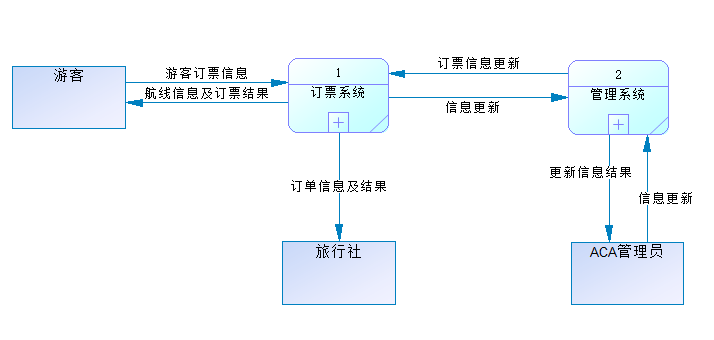 游客
游客订票信息
航线信息及订票结果
1
订票系统
订票信息更新
信息更新
2
管理系统
订单信息及结果
更新信息结果
信息更新
旅行社
ACA管理员